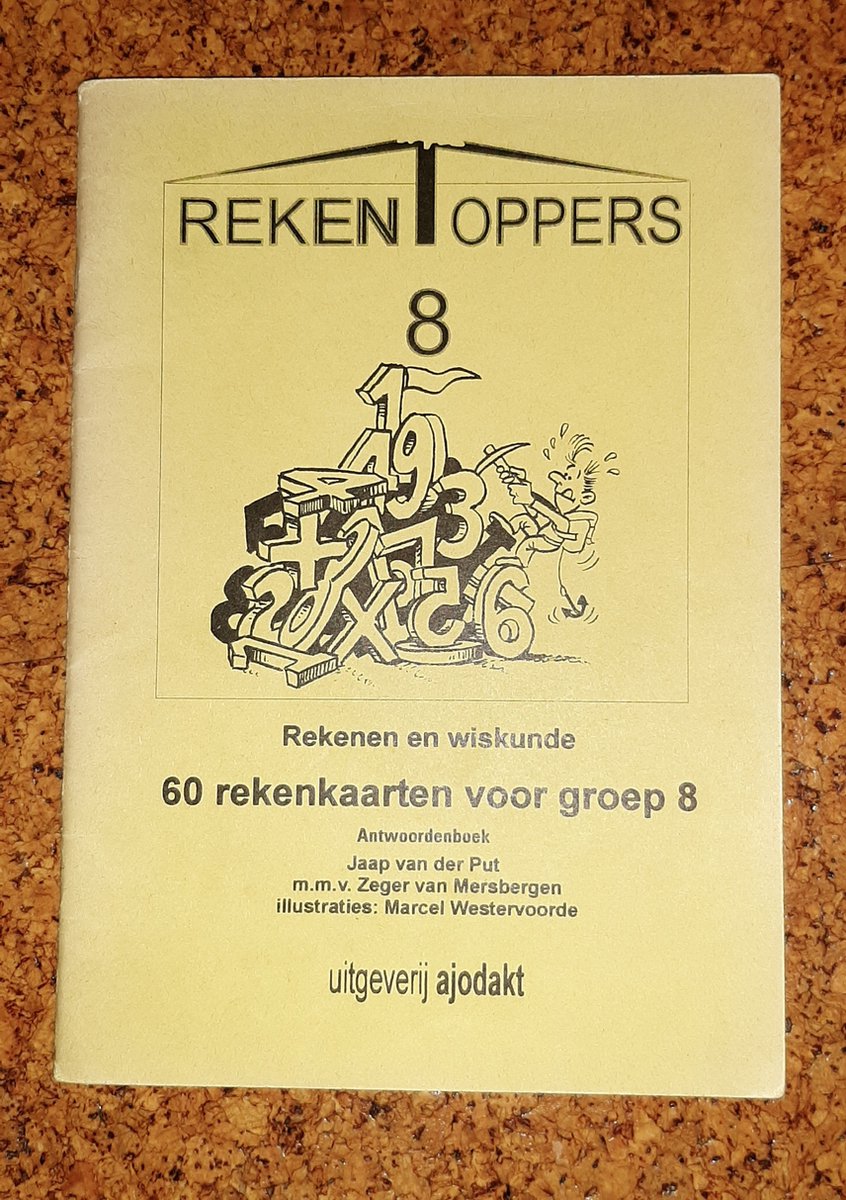 REKENTOPPERS
8
Rekenen en wiskunde
60 rekenkaarten voor groep 8
Antwoordenboek
Jaap van der Put
m.m.v. Zeger van Mersbergen
illustraties: Marcel Westervoorde
uitgeverij ajodakt